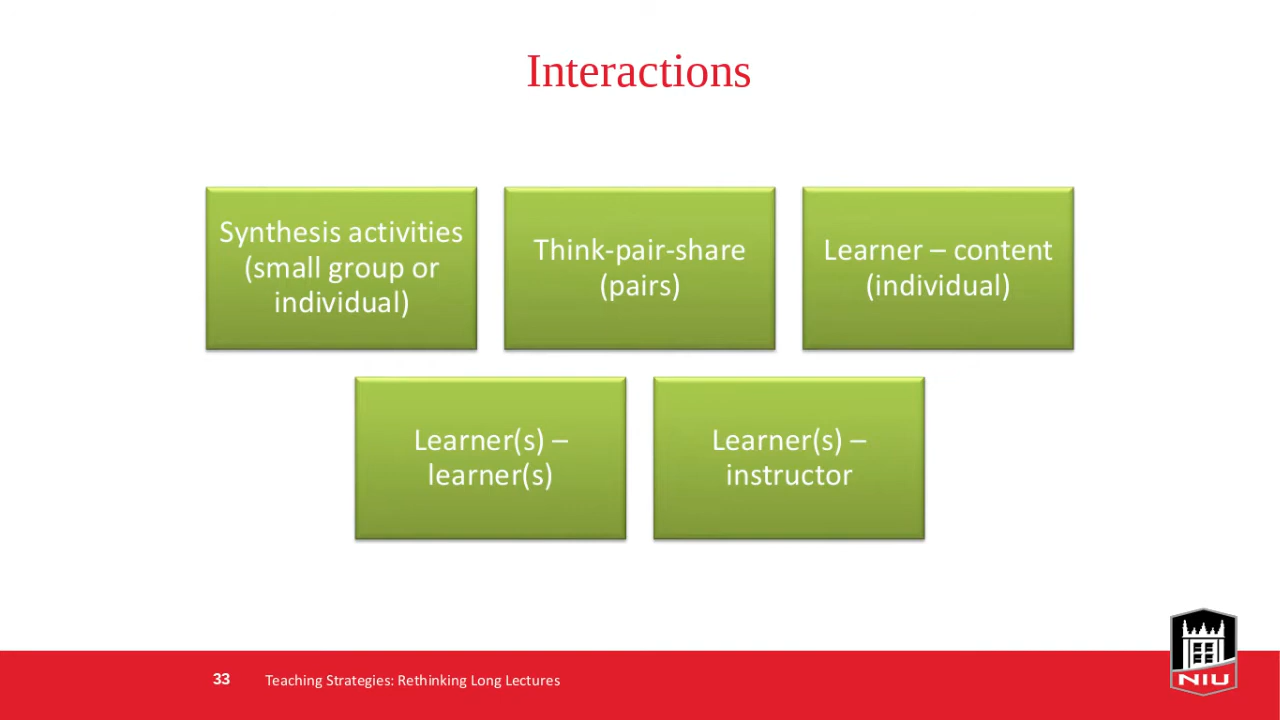 Interactions
Synthesis activities
(small group or
individual)
Think-pair-share
(pairs)
Learner – content
(individual)
Learner(s) –
learner(s)
Learner(s) –
instructor
33
Teaching Strategies: Rethinking Long Lectures
NIU